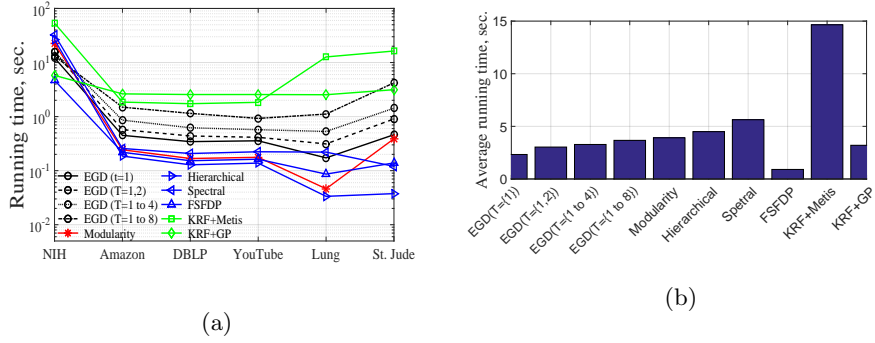 Running time, sec.
10^2
10^1
10^0
10^-1
10^-2
EGD (t=1)
EGD (T=1,2)
EGD (T=1 to 4)
EGD (T=1 to 8)
Modularity
Hierarchical
Spectral
FSFDP
KRF+Metis
KRF+GP
NIH Amazon DBLP YouTube Lung St. Jude
(a)
Average running time, sec.
15
10
5
0
EGD(T={1})
EGD(T={1,2})
EGD(T={1 to 4})
EGD(T={1 to 8})
Modularity
Hierarchical
Spetral
FSFDP
KRF+Metis
KRF+GP
(b)